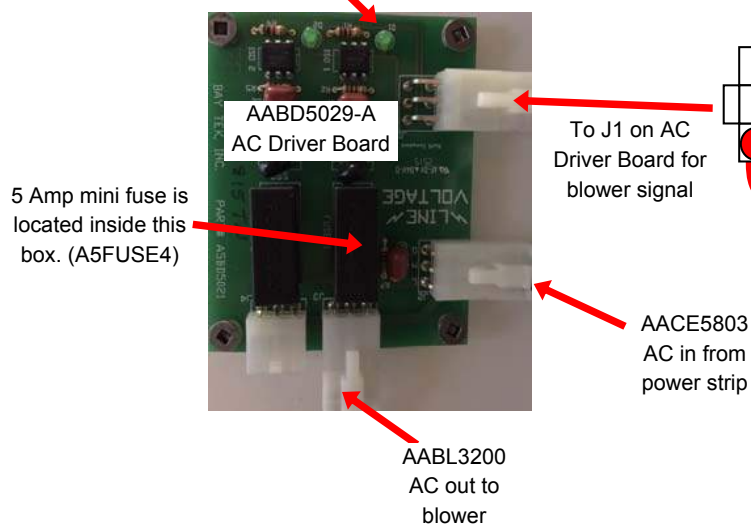 AABD5029-A
AC Driver Board
To J1 on AC
Driver Board for
blower signal
5 Amp mini fuse is
located inside this
box. (A5FUSE4)
BAY TEK, INC.
PART# A5BD5021
LINE
VOLTAGE
AACE5803
AC in from
power strip
AABL3200
AC out to
blower